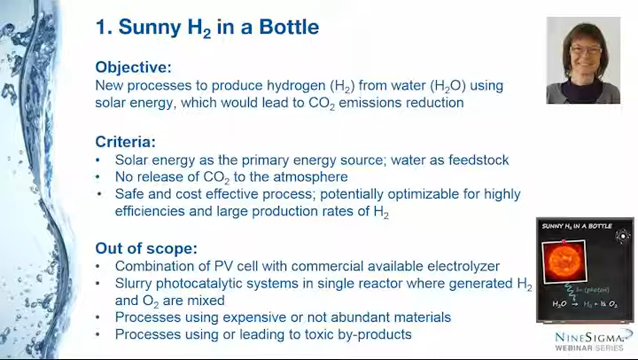 1. Sunny H₂ in a Bottle
Objective:
New processes to produce hydrogen (H₂) from water (H₂O) using
solar energy, which would lead to CO₂ emissions reduction
Criteria:
• Solar energy as the primary energy source; water as feedstock
• No release of CO₂ to the atmosphere
• Safe and cost effective process; potentially optimizable for highly
efficiencies and large production rates of H₂
Out of scope:
• Combination of PV cell with commercial available electrolyzer
• Slurry photocatalytic systems in single reactor where generated H₂
and O₂ are mixed
• Processes using expensive or not abundant materials
• Processes using or leading to toxic by-products
SUNNY H₂ IN A BOTTLE
H₂O → H₂ + ½ O₂
NINESIGMA
WEBINAR SERIES